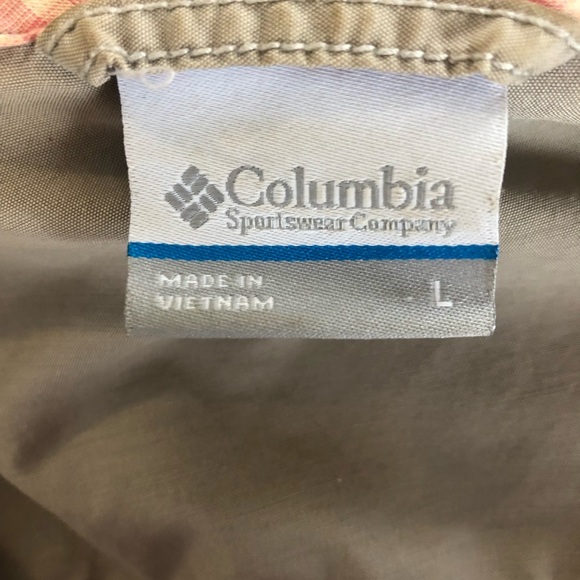 Columbia
Sportswear Company
MADE IN
VIETNAM
L